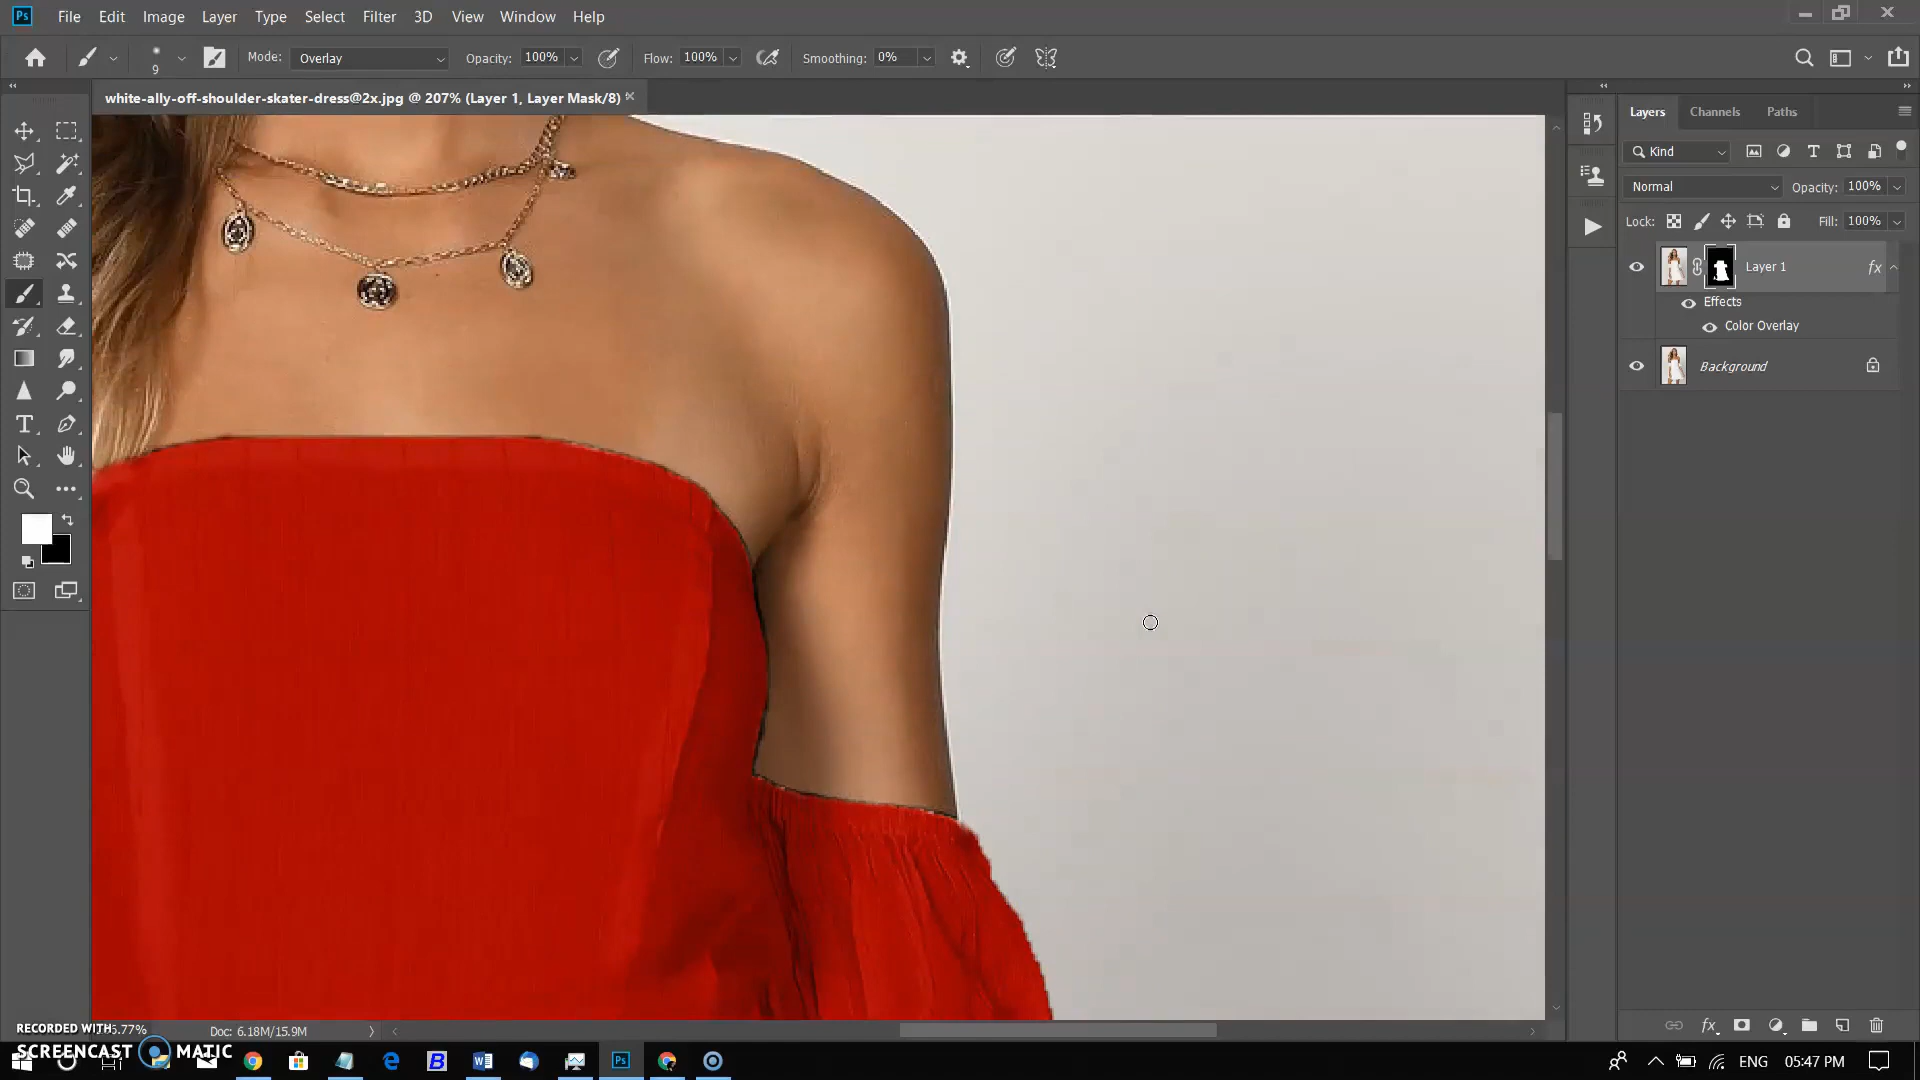 Ps File Edit Image Layer Type Select Filter 3D View Window Help
9 Mode: Overlay Opacity: 100% Flow: 100% Smoothing: 0%
white-ally-off-shoulder-skater-dress@2x.jpg @ 207% (Layer 1, Layer Mask/8)
Layers Channels Paths
Kind
Normal Opacity: 100%
Lock: Fill: 100%
Layer 1 fx
Effects
Color Overlay
Background
Doc: 6.18M/15.9M
RECORDED WITH
SCREENCAST MATIC
ENG 05:47 PM